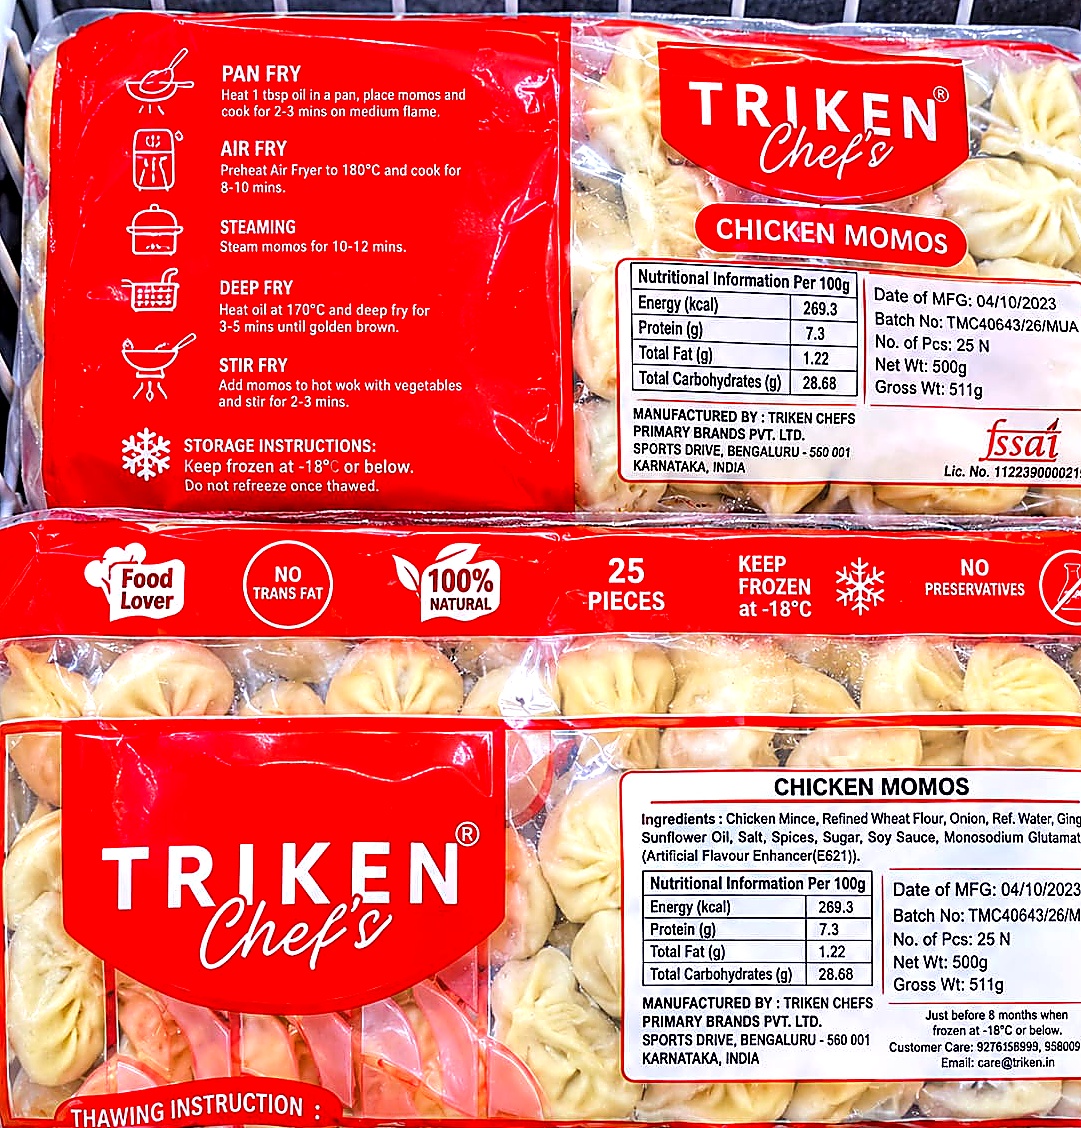 PAN FRY
Heat 1 tbsp oil in a pan, place momos and
cook for 2-3 mins on medium flame.
AIR FRY
Preheat Air Fryer to 180°C and cook for
8-10 mins.
STEAMING
Steam momos for 10-12 mins.
DEEP FRY
Heat oil at 170°C and deep fry for
3-5 mins until golden brown.
STIR FRY
Add momos to hot wok with vegetables
and stir for 2-3 mins.
STORAGE INSTRUCTIONS:
Keep frozen at -18°C or below.
Do not refreeze once thawed.
TRIKEN®
Chef's
CHICKEN MOMOS
Nutritional Information Per 100g
Energy (kcal) 269.3
Protein (g) 7.3
Total Fat (g) 1.22
Total Carbohydrates (g) 28.68
MANUFACTURED BY : TRIKEN CHEFS
PRIMARY BRANDS PVT. LTD.
SPORTS DRIVE, BENGALURU - 560 001
KARNATAKA, INDIA
Date of MFG: 04/10/2023
Batch No: TMC40643/26/MUA
No. of Pcs: 25 N
Net Wt: 500g
Gross Wt: 511g
fssai
Lic. No. 112239000021
Food
Lover
NO
TRANS FAT
100%
NATURAL
25
PIECES
KEEP
FROZEN
at -18°C
NO
PRESERVATIVES
TRIKEN®
Chef's
THAWING INSTRUCTION :
CHICKEN MOMOS
Ingredients : Chicken Mince, Refined Wheat Flour, Onion, Ref. Water, Ging
Sunflower Oil, Salt, Spices, Sugar, Soy Sauce, Monosodium Glutamat
(Artificial Flavour Enhancer(E621)).
Nutritional Information Per 100g
Energy (kcal) 269.3
Protein (g) 7.3
Total Fat (g) 1.22
Total Carbohydrates (g) 28.68
MANUFACTURED BY : TRIKEN CHEFS
PRIMARY BRANDS PVT. LTD.
SPORTS DRIVE, BENGALURU - 560 001
KARNATAKA, INDIA
Date of MFG: 04/10/2023
Batch No: TMC40643/26/M
No. of Pcs: 25 N
Net Wt: 500g
Gross Wt: 511g
Just before 8 months when
frozen at -18°C or below.
Customer Care: 9276156999, 958009
Email: care@triken.in